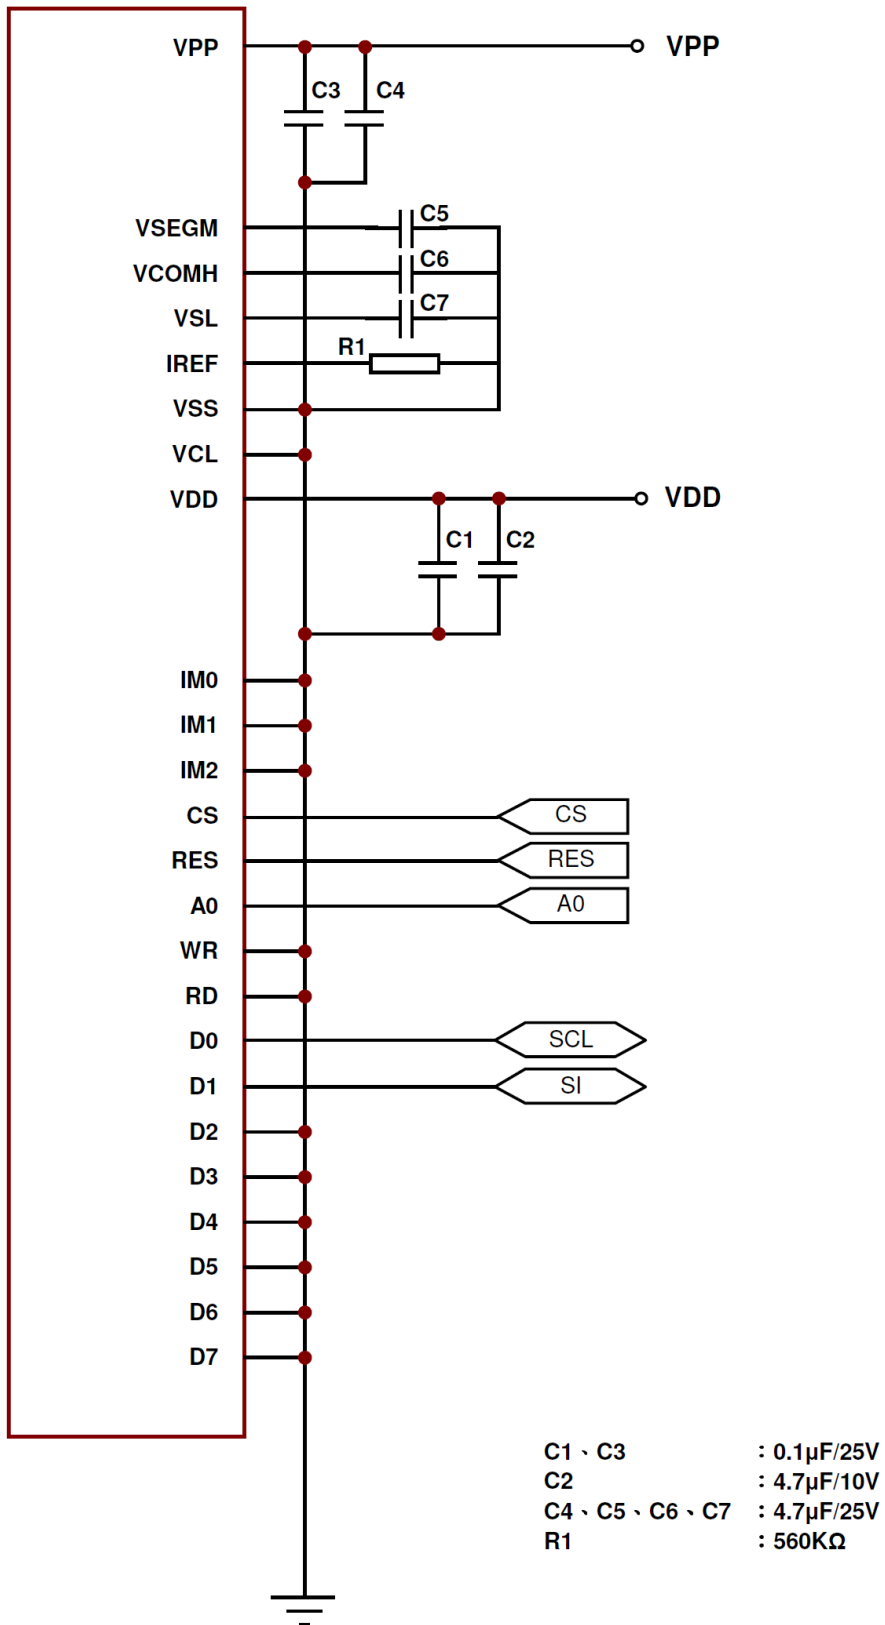 VPP VPP
C3 C4
VSEGM C5
VCOMH C6
VSL C7
IREF R1
VSS
VCL
VDD VDD
C1 C2
IM0
IM1
IM2
CS CS
RES RES
A0 A0
WR
RD
D0 SCL
D1 SI
D2
D3
D4
D5
D6
D7
C1、C3 :0.1µF/25V
C2 :4.7µF/10V
C4、C5、C6、C7 :4.7µF/25V
R1 :560KΩ